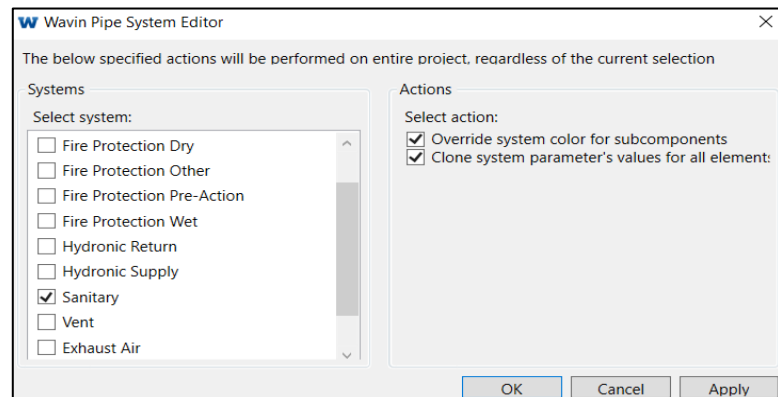 Wavin Pipe System Editor
The below specified actions will be performed on entire project, regardless of the current selection
Systems
Select system:
Fire Protection Dry
Fire Protection Other
Fire Protection Pre-Action
Fire Protection Wet
Hydronic Return
Hydronic Supply
Sanitary
Vent
Exhaust Air
Actions
Select action:
Override system color for subcomponents
Clone system parameter's values for all elements
OK Cancel Apply